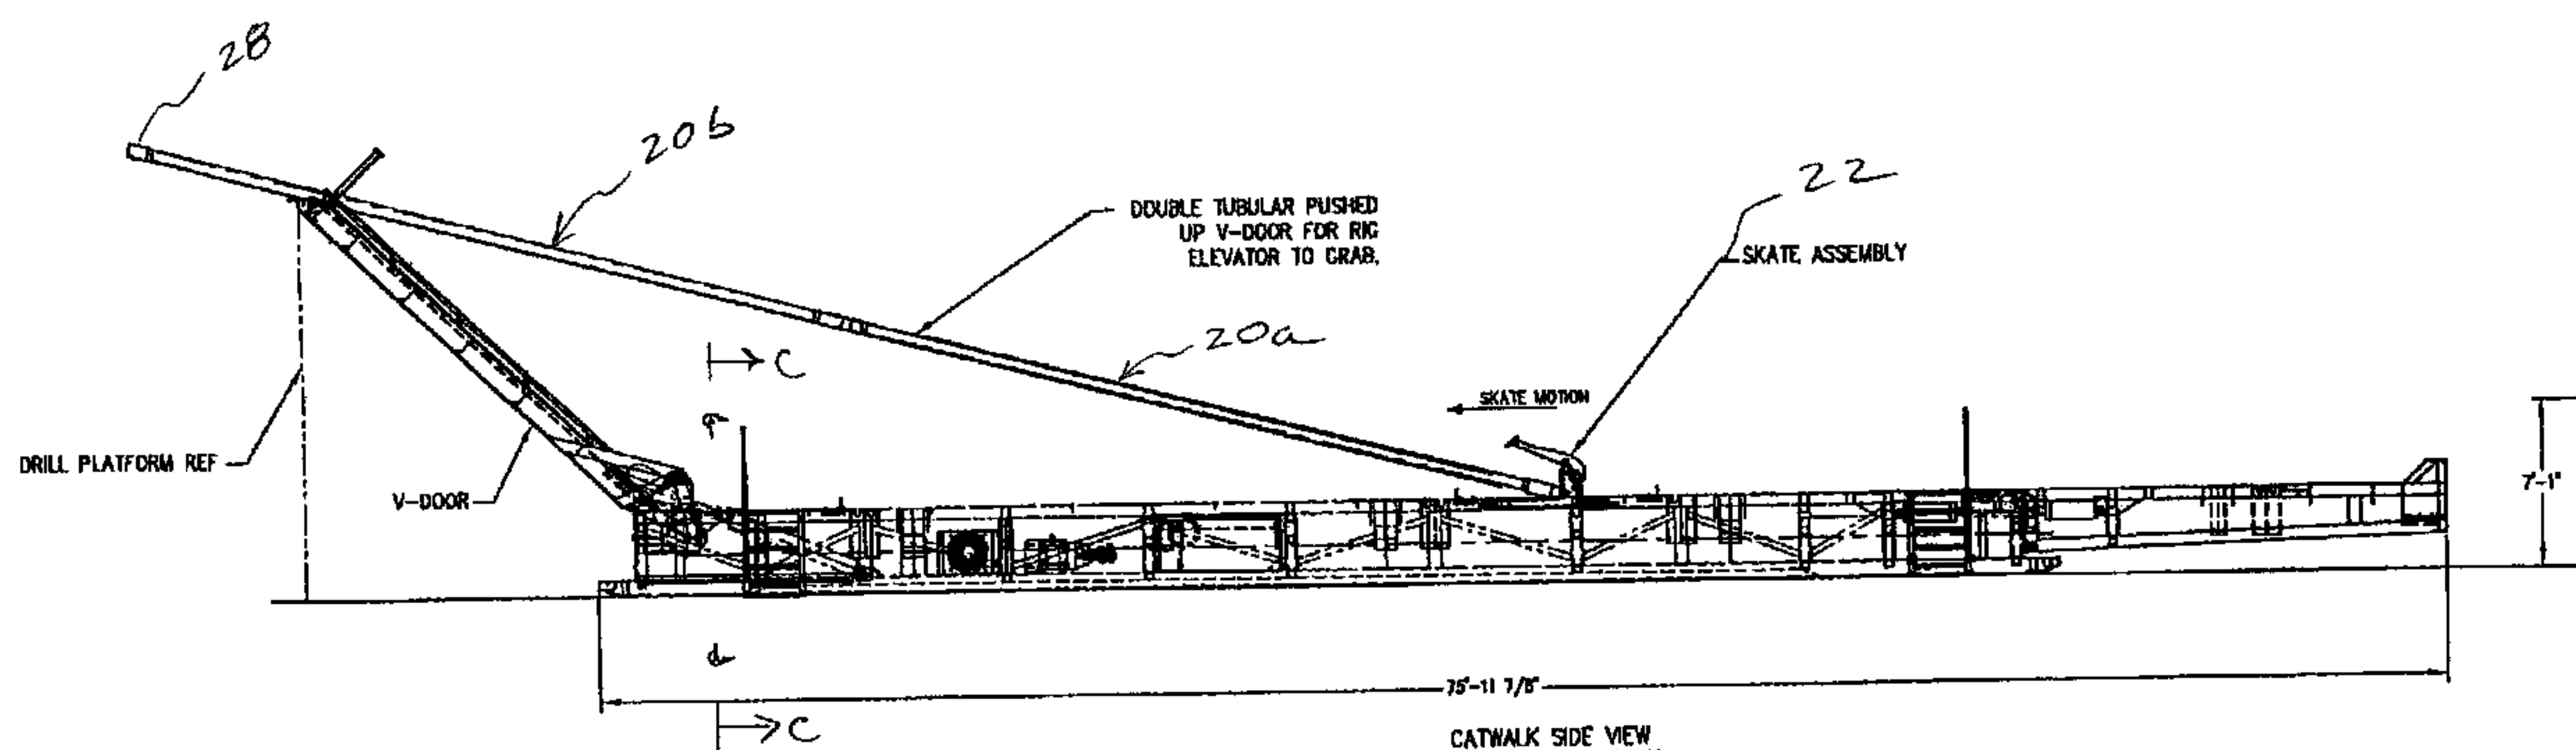 28
20b
DOUBLE TUBULAR PUSHED
UP V-DOOR FOR RIG
ELEVATOR TO GRAB.
22
SKATE ASSEMBLY
20a
C
SKATE MOTION
DRILL PLATFORM REF
V-DOOR
7'-1"
75'-11 7/8"
C
CATWALK SIDE VIEW